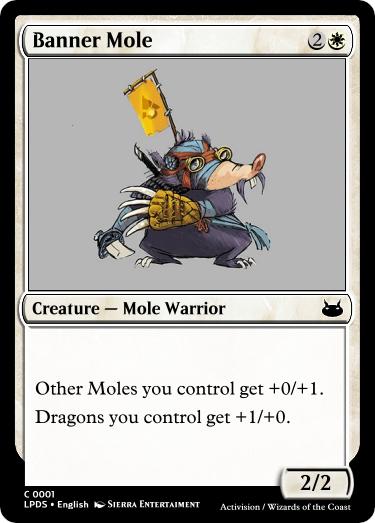 Banner Mole 2
Creature — Mole Warrior
Other Moles you control get +0/+1.
Dragons you control get +1/+0.
2/2
C 0001
LPDS • English SIERRA ENTERTAIMENT
Activision / Wizards of the Coast